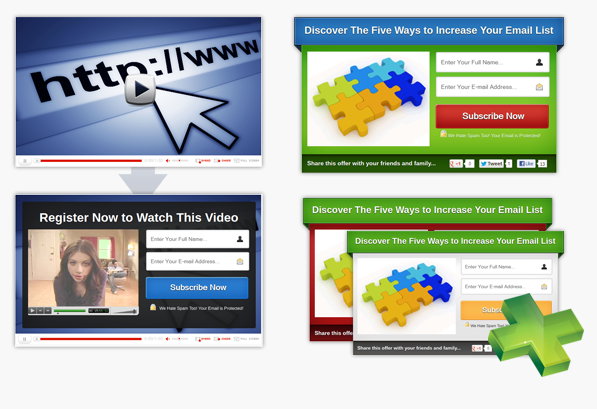 http://www
Discover The Five Ways to Increase Your Email List
Enter Your Full Name...
Enter Your E-mail Address...
Subscribe Now
We Hate Spam Too! Your Email is Protected!
Share this offer with your friends and family...
+1 3
Tweet 5
Like 13
Register Now to Watch This Video
Enter Your Full Name...
Enter Your E-mail Address...
Subscribe Now
We Hate Spam Too! Your Email is Protected!
Discover The Five Ways to Increase Your Email List
Share this offe
Discover The Five Ways to Increase Your Email List
Enter Your Full Name...
Enter Your E-mail Address...
Subsc
We Hate Spam Too! Your
Share this offer with your friends and family...
+1